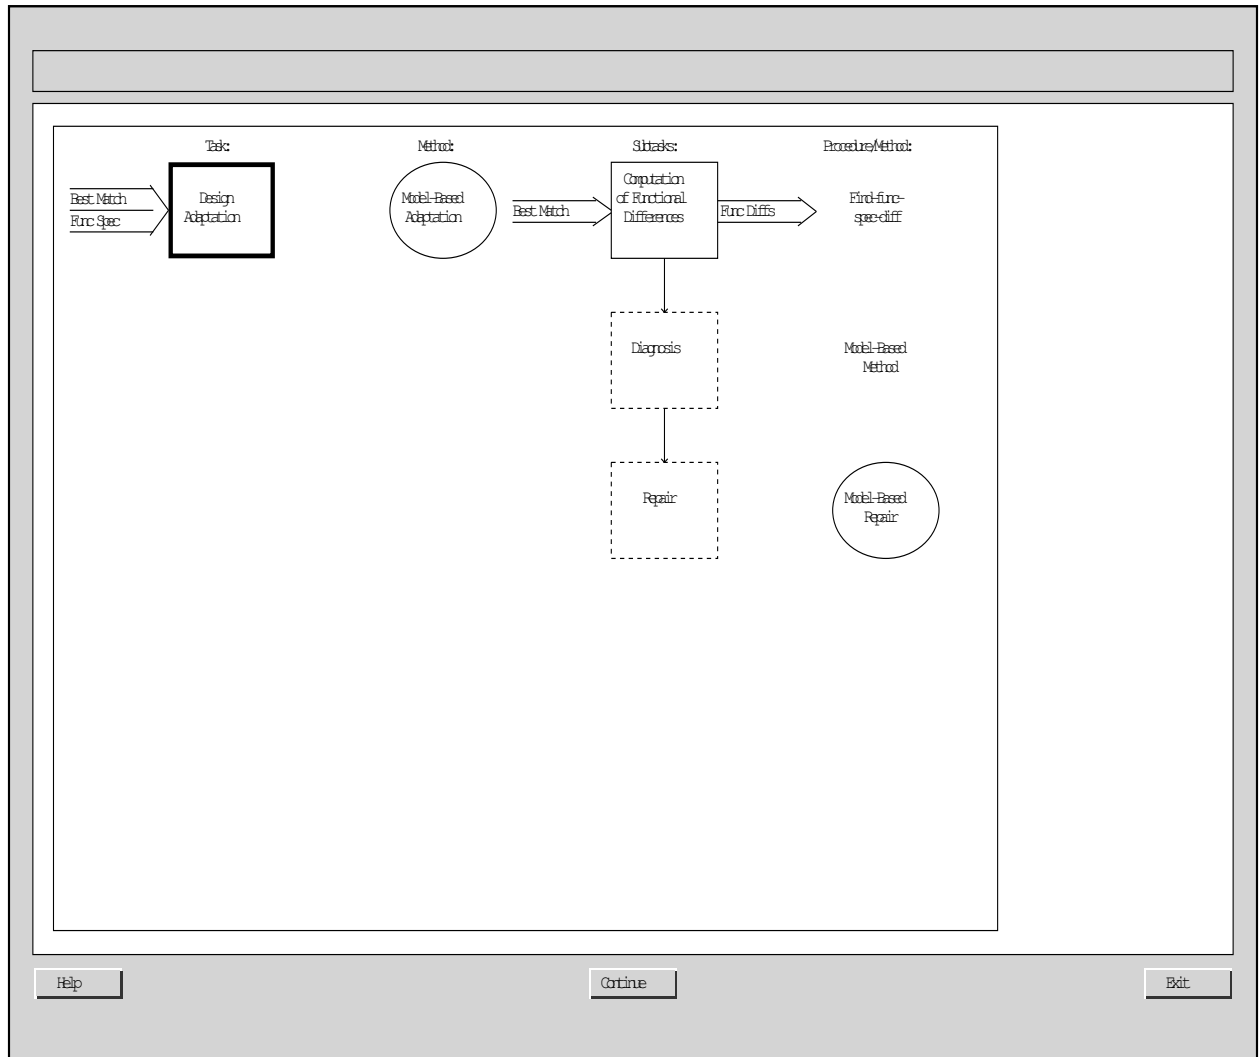 Task: Method: Subtasks: Procedure/Method:
Best Match
Func Spec
Design
Adaptation
Model-Based
Adaptation
Best Match
Computation
of Functional
Differences
Func Diffs
Find-func-
spec-diff
Diagnosis
Model-Based
Method
Repair
Model-Based
Repair
Help Continue Exit